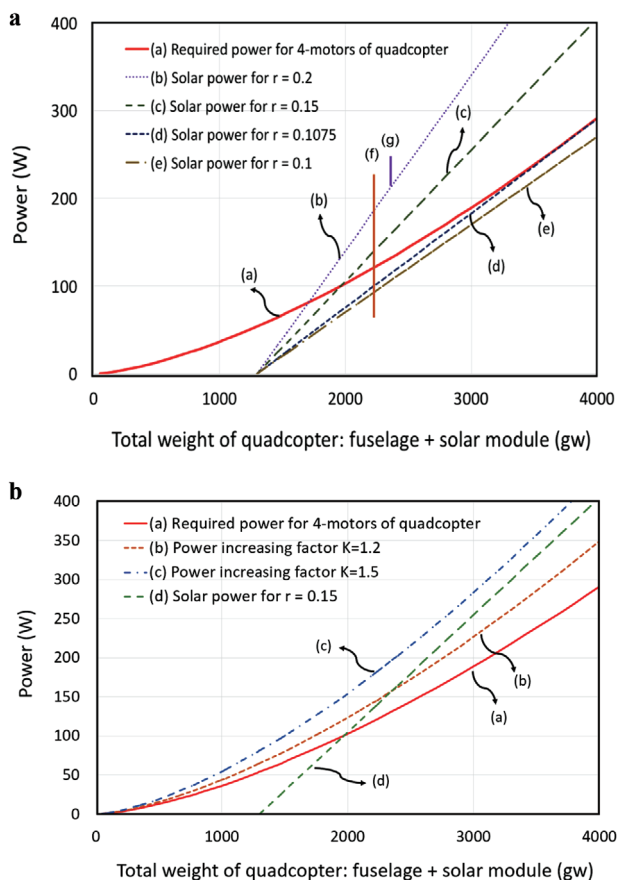 a
400
300
200
100
0
Power (W)
(a) Required power for 4-motors of quadcopter
(b) Solar power for r = 0.2
(c) Solar power for r = 0.15
(d) Solar power for r = 0.1075
(e) Solar power for r = 0.1
(g)
(f)
(c)
(b)
(a)
(e)
(d)
0 1000 2000 3000 4000
Total weight of quadcopter: fuselage + solar module (gw)
b
400
350
300
250
200
150
100
50
0
Power (W)
(a) Required power for 4-motors of quadcopter
(b) Power increasing factor K=1.2
(c) Power increasing factor K=1.5
(d) Solar power for r = 0.15
(c)
(b)
(a)
(d)
0 1000 2000 3000 4000
Total weight of quadcopter: fuselage + solar module (gw)